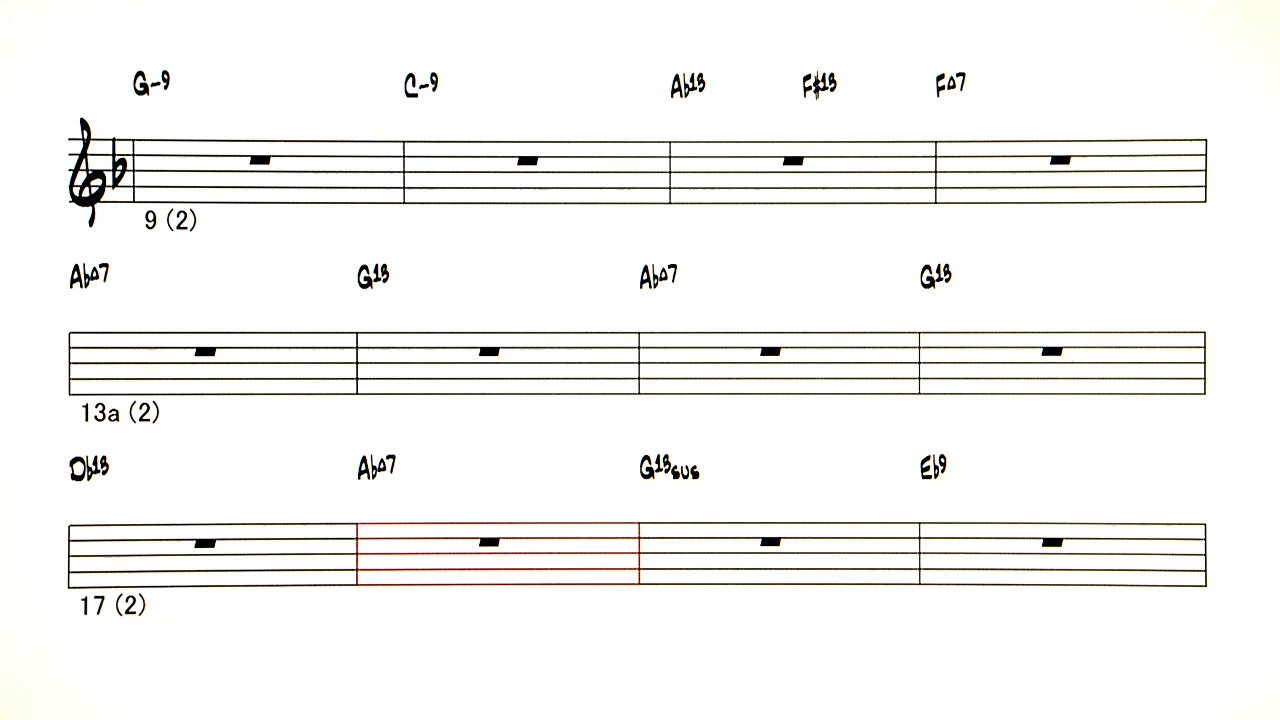 G-9 C-9 Ab13 F#13 F∆7
9 (2)
Ab∆7 G13 Ab∆7 G13
13a (2)
Db13 Ab∆7 G13sus Eb9
17 (2)